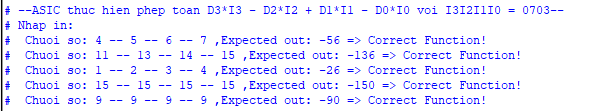 # --ASIC thuc hien phep toan D3*I3 - D2*I2 + D1*I1 - D0*I0 voi I3I2I1I0 = 0703--
# Nhap in:
#  Chuoi so: 4 -- 5 -- 6 -- 7 ,Expected out: -56 => Correct Function!
#  Chuoi so: 11 -- 13 -- 14 -- 15 ,Expected out: -136 => Correct Function!
#  Chuoi so: 1 -- 2 -- 3 -- 4 ,Expected out: -26 => Correct Function!
#  Chuoi so: 15 -- 15 -- 15 -- 15 ,Expected out: -150 => Correct Function!
#  Chuoi so: 9 -- 9 -- 9 -- 9 ,Expected out: -90 => Correct Function!